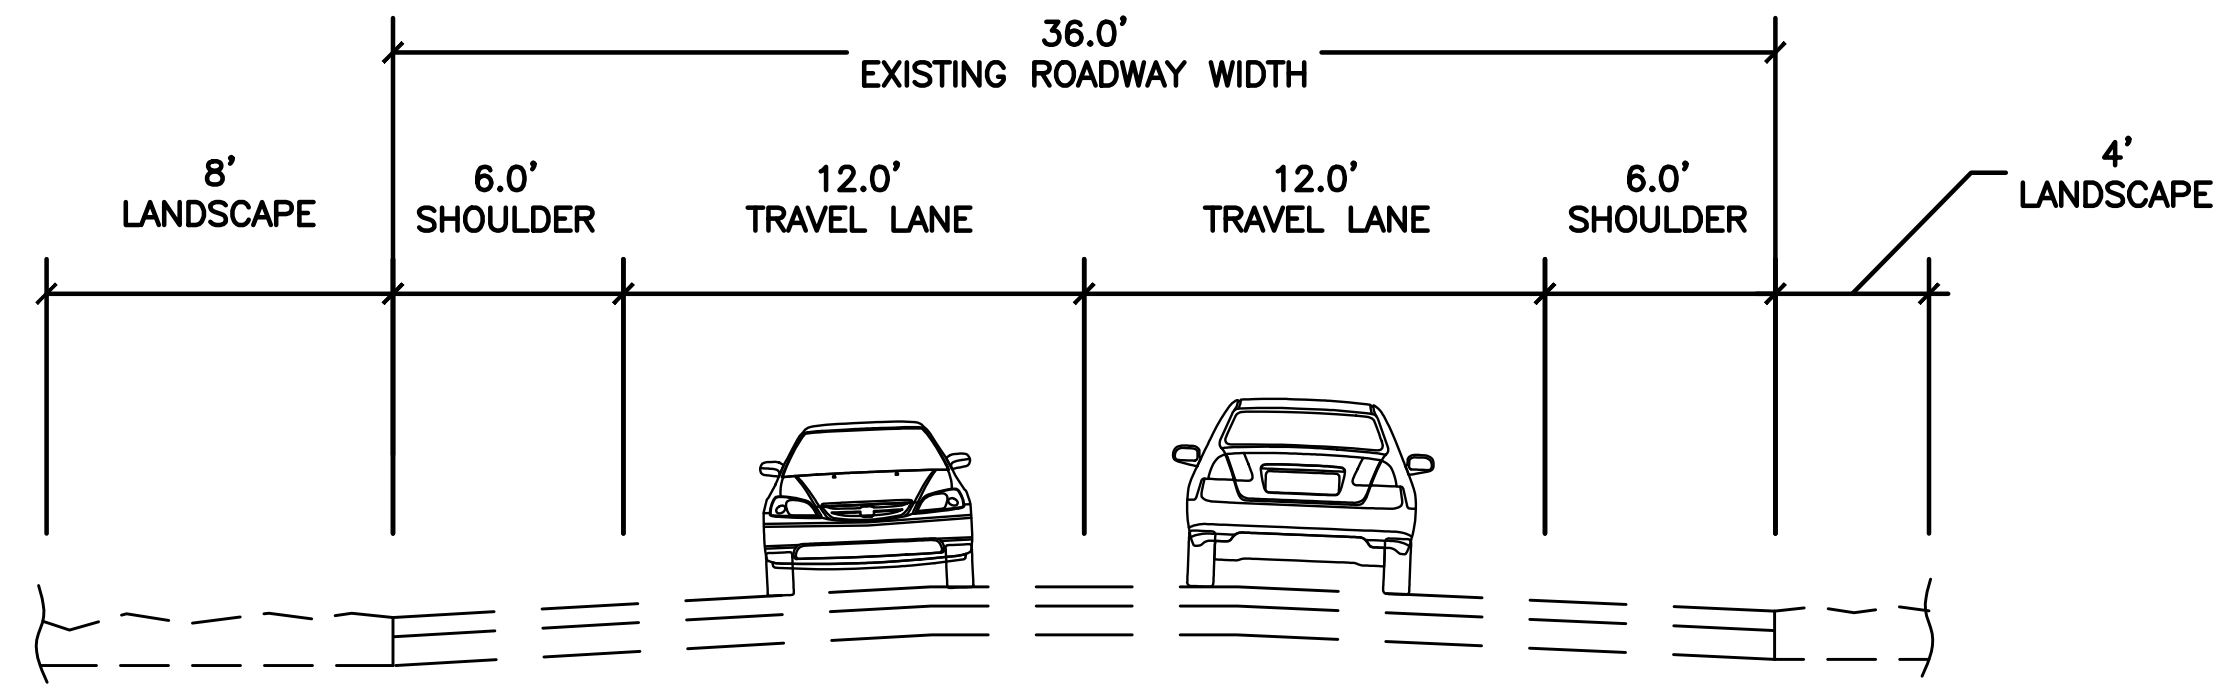 36.0'
EXISTING ROADWAY WIDTH
8'
LANDSCAPE
6.0'
SHOULDER
12.0'
TRAVEL LANE
12.0'
TRAVEL LANE
6.0'
SHOULDER
4'
LANDSCAPE